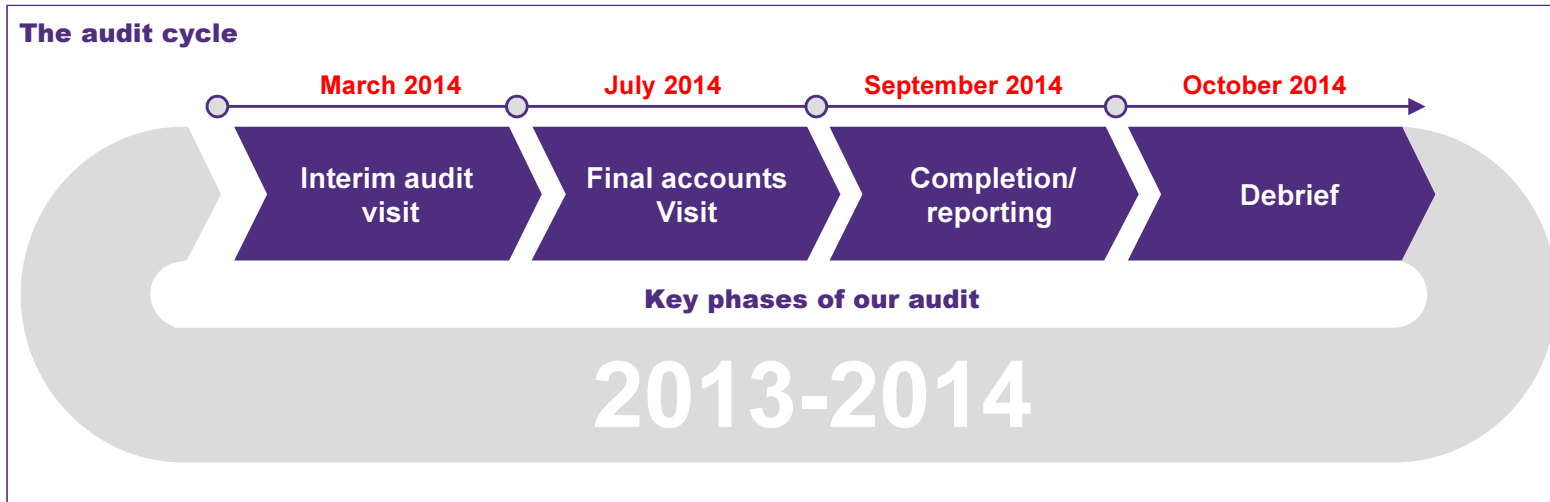 The audit cycle
March 2014 July 2014 September 2014 October 2014
Interim audit
visit
Final accounts
Visit
Completion/
reporting
Debrief
Key phases of our audit
2013-2014